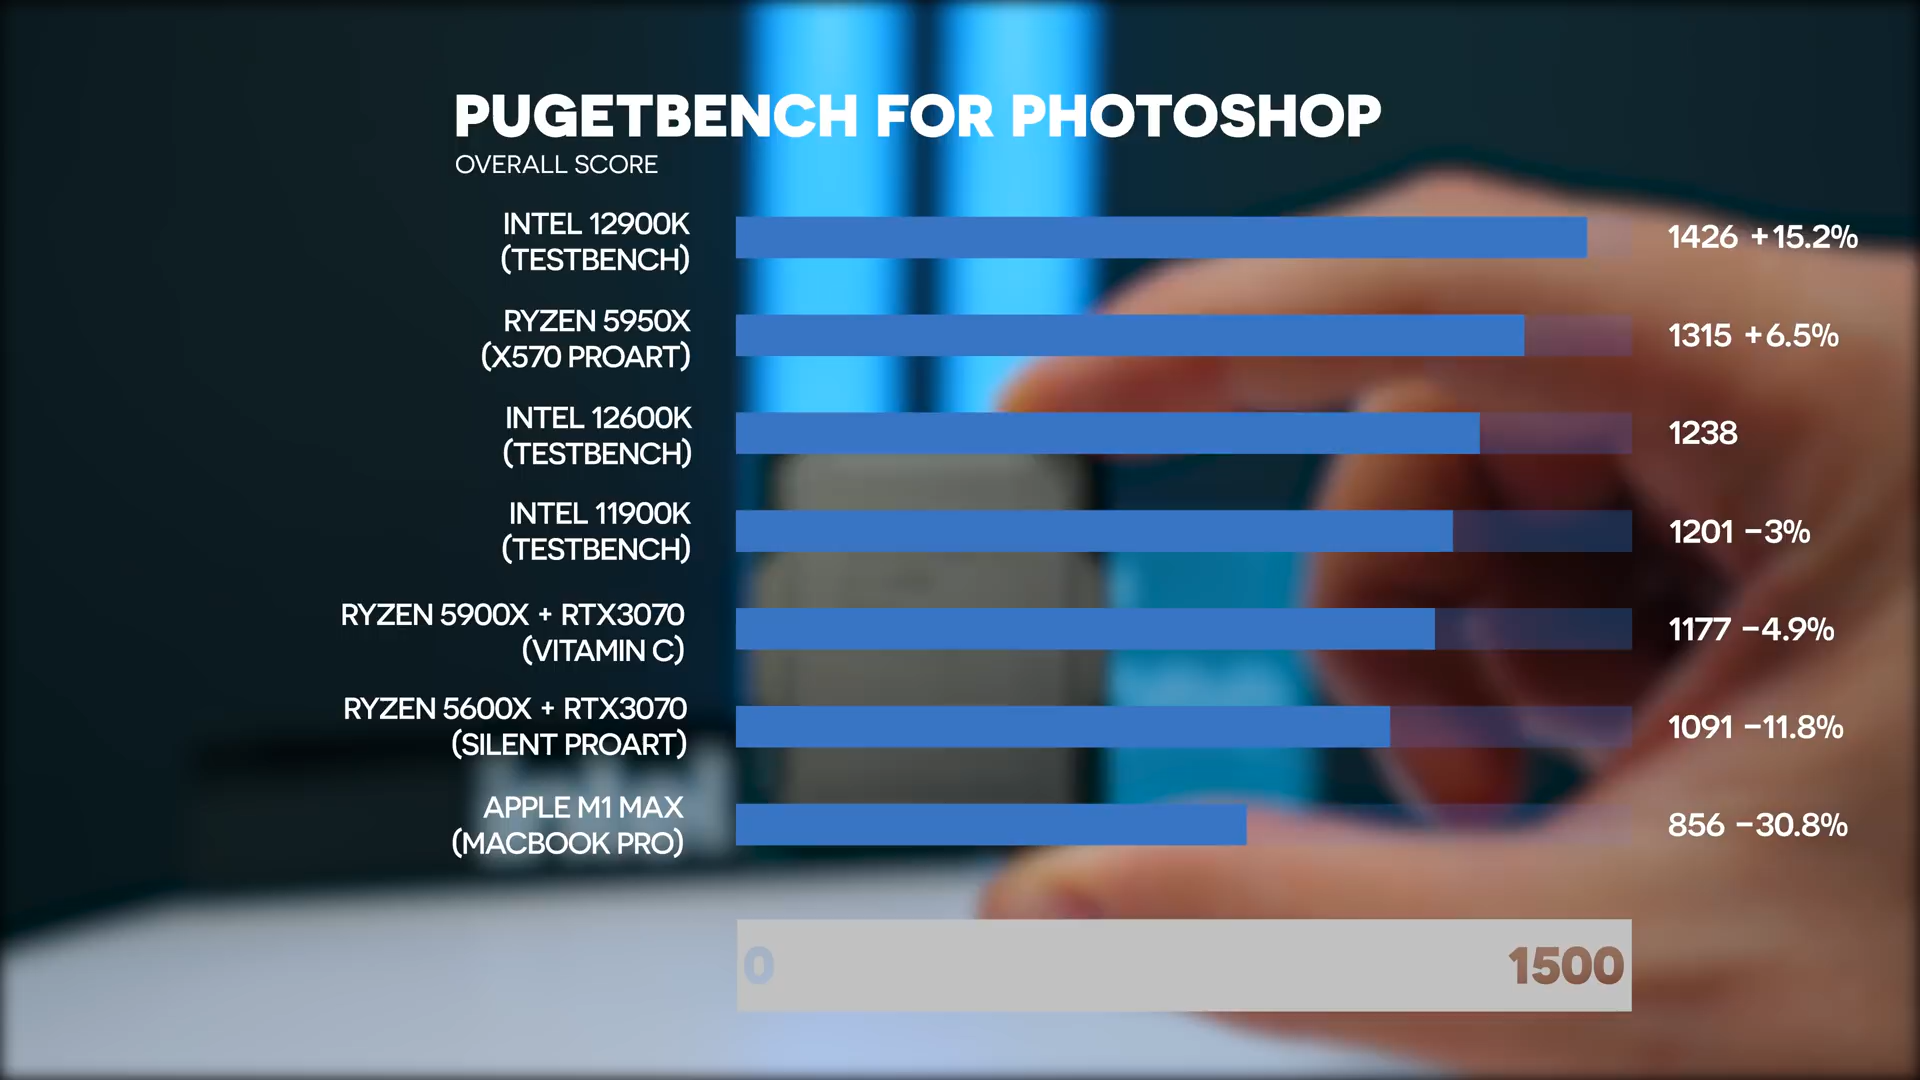 PUGETBENCH FOR PHOTOSHOP
OVERALL SCORE
INTEL 12900K
(TESTBENCH)
1426 +15.2%
RYZEN 5950X
(X570 PROART)
1315 +6.5%
INTEL 12600K
(TESTBENCH)
1238
INTEL 11900K
(TESTBENCH)
1201 −3%
RYZEN 5900X + RTX3070
(VITAMIN C)
1177 −4.9%
RYZEN 5600X + RTX3070
(SILENT PROART)
1091 −11.8%
APPLE M1 MAX
(MACBOOK PRO)
856 −30.8%
0
1500